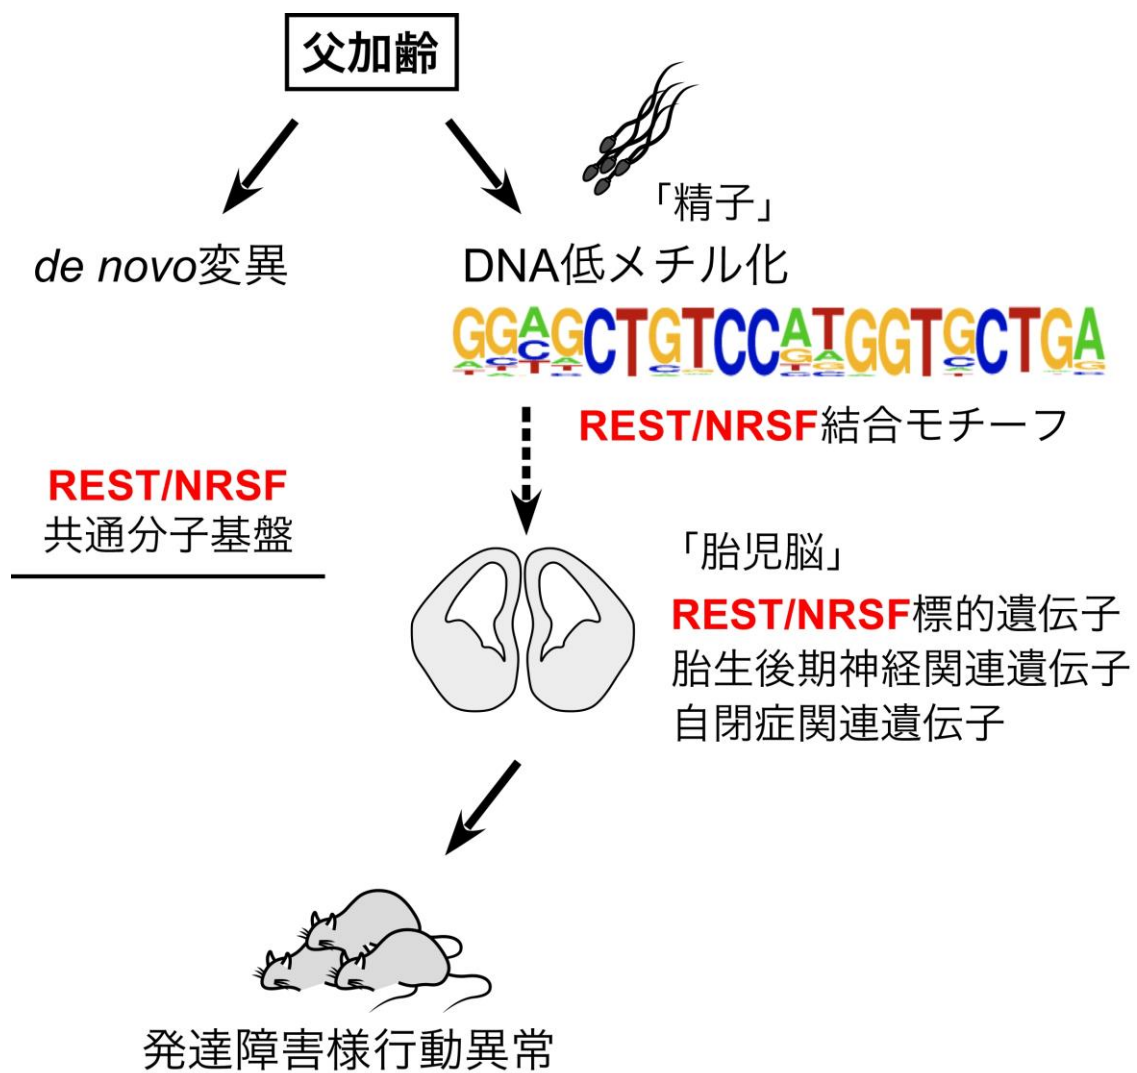 父加齢
「精子」
de novo変異
DNA低メチル化
GGAGCTGTCCATGGTGCTGA
REST/NRSF結合モチーフ
REST/NRSF
共通分子基盤
「胎児脳」
REST/NRSF標的遺伝子
胎生後期神経関連遺伝子
自閉症関連遺伝子
発達障害様行動異常